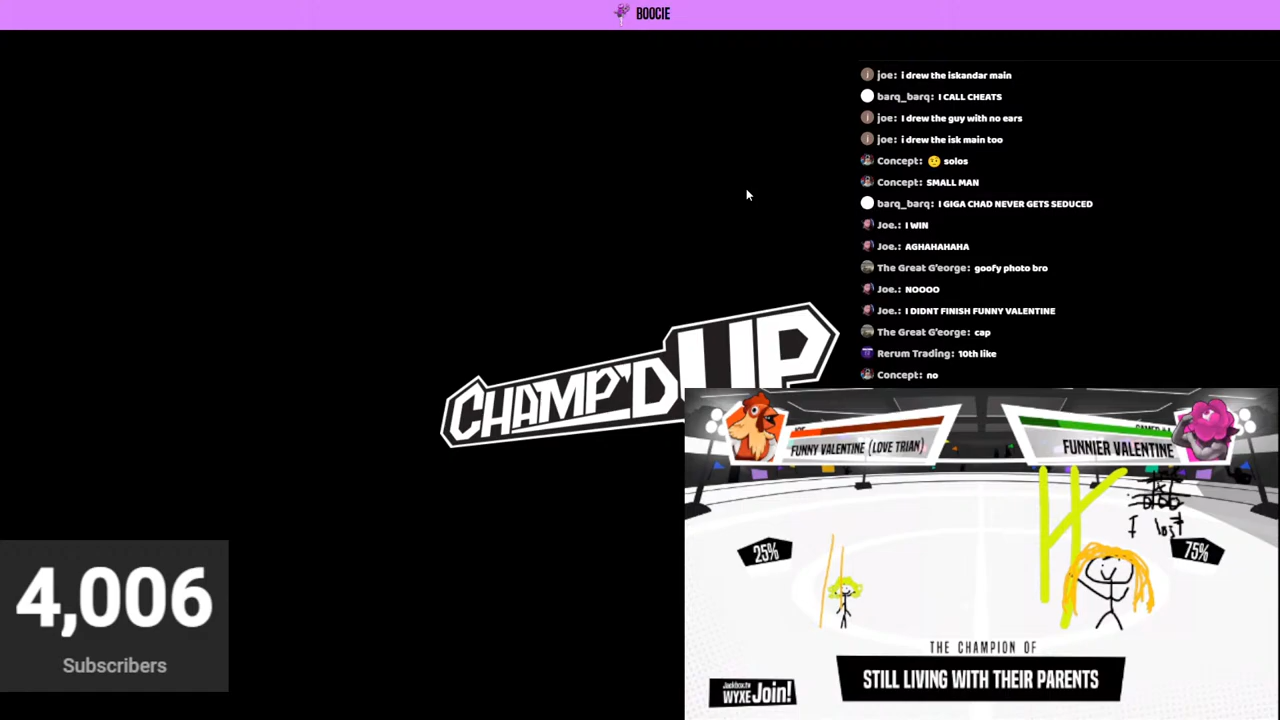 BOOCIE
joe: i drew the iskandar main
barq_barq: I CALL CHEATS
joe: I drew the guy with no ears
joe: i drew the isk main too
Concept: 🤨 solos
Concept: SMALL MAN
barq_barq: I GIGA CHAD NEVER GETS SEDUCED
Joe.: I WIN
Joe.: AGHAHAHAHA
The Great G'eorge: goofy photo bro
Joe.: NOOOO
Joe.: I DIDNT FINISH FUNNY VALENTINE
The Great G'eorge: cap
Rerum Trading: 10th like
Concept: no
CHAMP'D UP
FUNNY VALENTINE (LOVE TRIAN)
FUNNIER VALENTINE
I lost
25%
75%
THE CHAMPION OF
STILL LIVING WITH THEIR PARENTS
Jackbox.tv
WYXE Join!
4,006
Subscribers